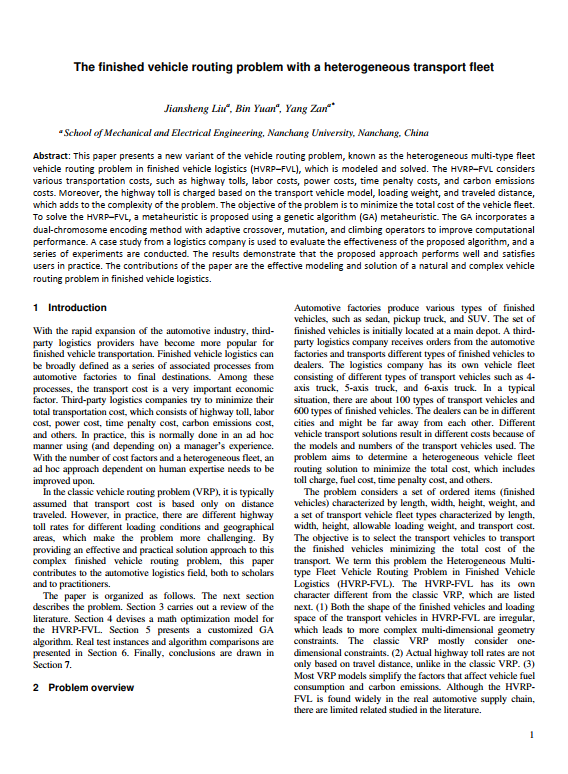 The finished vehicle routing problem with a heterogeneous transport fleet
Jiansheng Liuᵃ, Bin Yuanᵃ, Yang Zanᵃ*
ᵃ School of Mechanical and Electrical Engineering, Nanchang University, Nanchang, China
Abstract: This paper presents a new variant of the vehicle routing problem, known as the heterogeneous multi-type fleet
vehicle routing problem in finished vehicle logistics (HVRP–FVL), which is modeled and solved. The HVRP–FVL considers
various transportation costs, such as highway tolls, labor costs, power costs, time penalty costs, and carbon emissions
costs. Moreover, the highway toll is charged based on the transport vehicle model, loading weight, and traveled distance,
which adds to the complexity of the problem. The objective of the problem is to minimize the total cost of the vehicle fleet.
To solve the HVRP–FVL, a metaheuristic is proposed using a genetic algorithm (GA) metaheuristic. The GA incorporates a
dual-chromosome encoding method with adaptive crossover, mutation, and climbing operators to improve computational
performance. A case study from a logistics company is used to evaluate the effectiveness of the proposed algorithm, and a
series of experiments are conducted. The results demonstrate that the proposed approach performs well and satisfies
users in practice. The contributions of the paper are the effective modeling and solution of a natural and complex vehicle
routing problem in finished vehicle logistics.
1 Introduction
With the rapid expansion of the automotive industry, third-
party logistics providers have become more popular for
finished vehicle transportation. Finished vehicle logistics can
be broadly defined as a series of associated processes from
automotive factories to final destinations. Among these
processes, the transport cost is a very important economic
factor. Third-party logistics companies try to minimize their
total transportation cost, which consists of highway toll, labor
cost, power cost, time penalty cost, carbon emissions cost,
and others. In practice, this is normally done in an ad hoc
manner using (and depending on) a manager's experience.
With the number of cost factors and a heterogeneous fleet, an
ad hoc approach dependent on human expertise needs to be
improved upon.
In the classic vehicle routing problem (VRP), it is typically
assumed that transport cost is based only on distance
traveled. However, in practice, there are different highway
toll rates for different loading conditions and geographical
areas, which make the problem more challenging. By
providing an effective and practical solution approach to this
complex finished vehicle routing problem, this paper
contributes to the automotive logistics field, both to scholars
and to practitioners.
The paper is organized as follows. The next section
describes the problem. Section 3 carries out a review of the
literature. Section 4 devises a math optimization model for
the HVRP-FVL. Section 5 presents a customized GA
algorithm. Real test instances and algorithm comparisons are
presented in Section 6. Finally, conclusions are drawn in
Section 7.
2 Problem overview
Automotive factories produce various types of finished
vehicles, such as sedan, pickup truck, and SUV. The set of
finished vehicles is initially located at a main depot. A third-
party logistics company receives orders from the automotive
factories and transports different types of finished vehicles to
dealers. The logistics company has its own vehicle fleet
consisting of different types of transport vehicles such as 4-
axis truck, 5-axis truck, and 6-axis truck. In a typical
situation, there are about 100 types of transport vehicles and
600 types of finished vehicles. The dealers can be in different
cities and might be far away from each other. Different
vehicle transport solutions result in different costs because of
the models and numbers of the transport vehicles used. The
problem aims to determine a heterogeneous vehicle fleet
routing solution to minimize the total cost, which includes
toll charge, fuel cost, time penalty cost, and others.
The problem considers a set of ordered items (finished
vehicles) characterized by length, width, height, weight, and
a set of transport vehicle fleet types characterized by length,
width, height, allowable loading weight, and transport cost.
The objective is to select the transport vehicles to transport
the finished vehicles minimizing the total cost of the
transport. We term this problem the Heterogeneous Multi-
type Fleet Vehicle Routing Problem in Finished Vehicle
Logistics (HVRP-FVL). The HVRP-FVL has its own
character different from the classic VRP, which are listed
next. (1) Both the shape of the finished vehicles and loading
space of the transport vehicles in HVRP-FVL are irregular,
which leads to more complex multi-dimensional geometry
constraints. The classic VRP mostly consider one-
dimensional constraints. (2) Actual highway toll rates are not
only based on travel distance, unlike in the classic VRP. (3)
Most VRP models simplify the factors that affect vehicle fuel
consumption and carbon emissions. Although the HVRP-
FVL is found widely in the real automotive supply chain,
there are limited related studied in the literature.
1